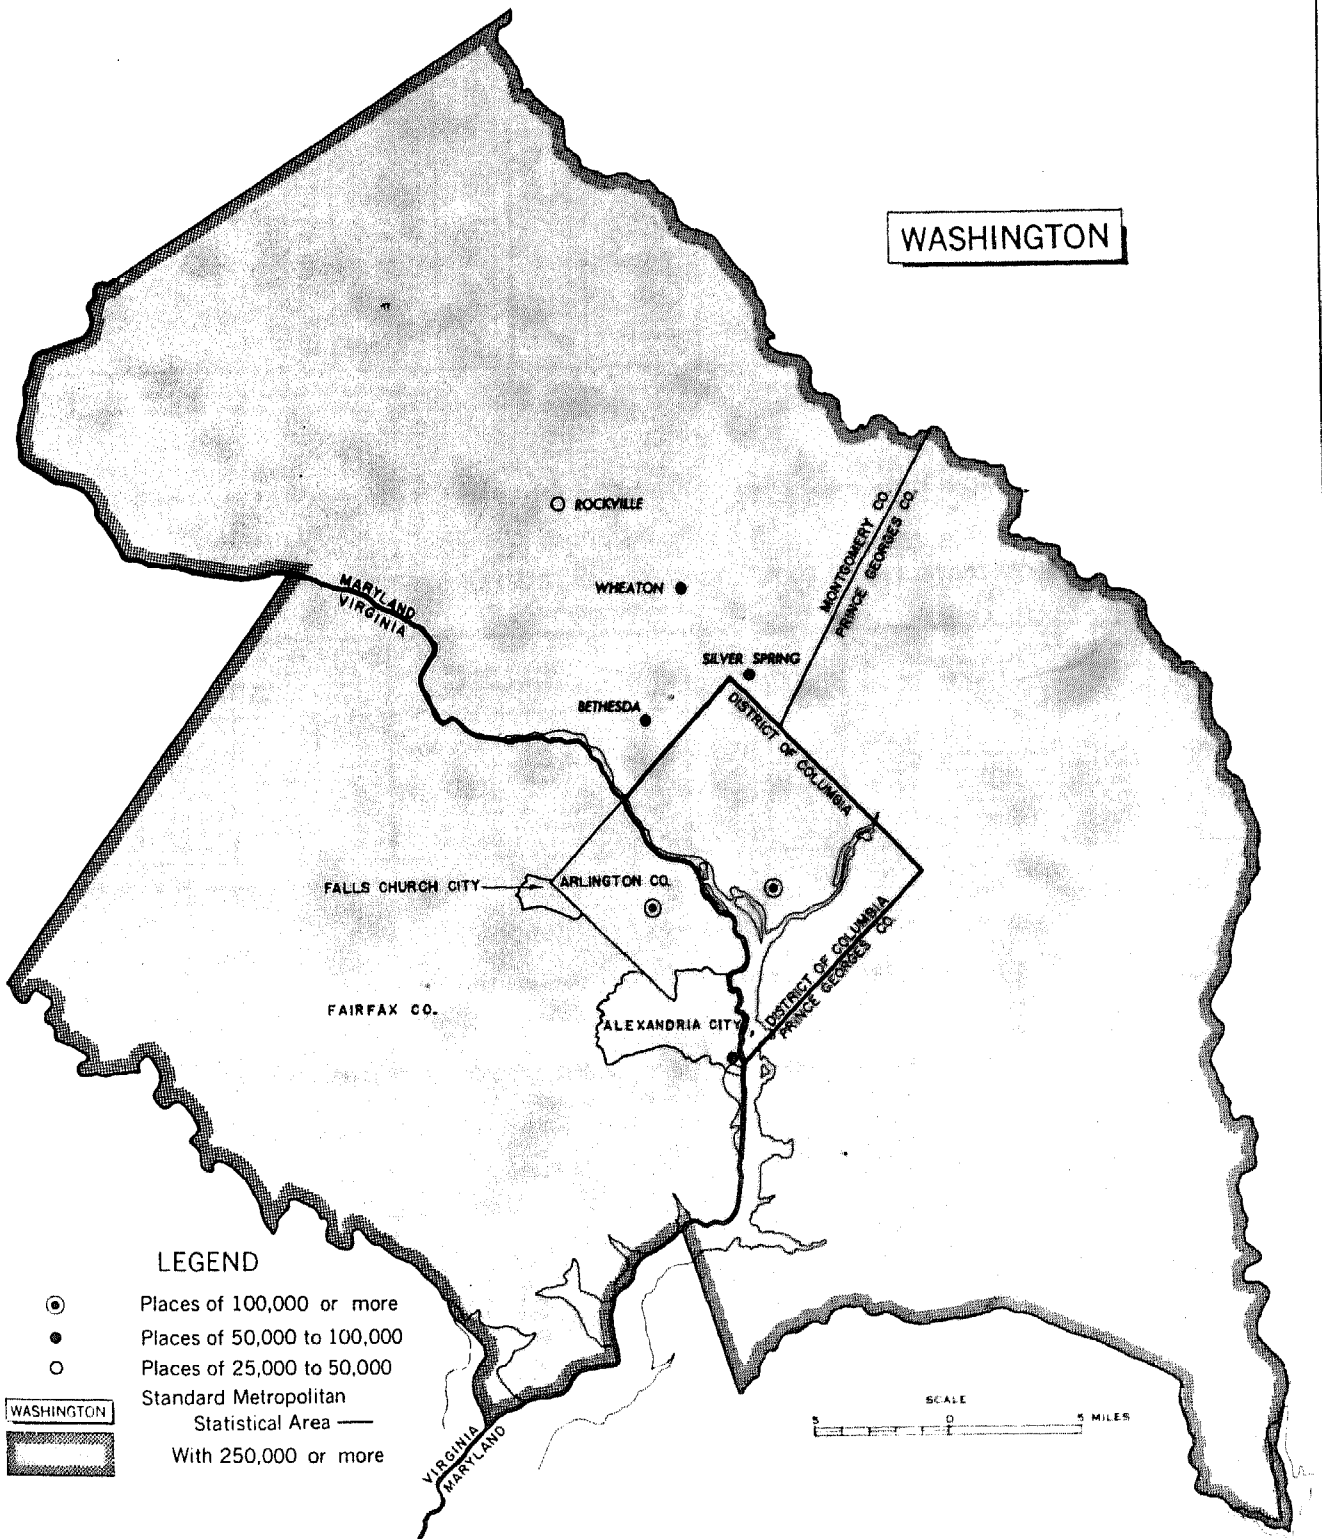 WASHINGTON
ROCKVILLE
MONTGOMERY CO.
PRINCE GEORGES CO.
MARYLAND
VIRGINIA
WHEATON
SILVER SPRING
BETHESDA
DISTRICT OF COLUMBIA
FALLS CHURCH CITY
ARLINGTON CO.
DISTRICT OF COLUMBIA
PRINCE GEORGES CO.
FAIRFAX CO.
ALEXANDRIA CITY
LEGEND
Places of 100,000 or more
Places of 50,000 to 100,000
Places of 25,000 to 50,000
WASHINGTON
Standard Metropolitan
Statistical Area —
With 250,000 or more
VIRGINIA
MARYLAND
SCALE
5 0 5 MILES